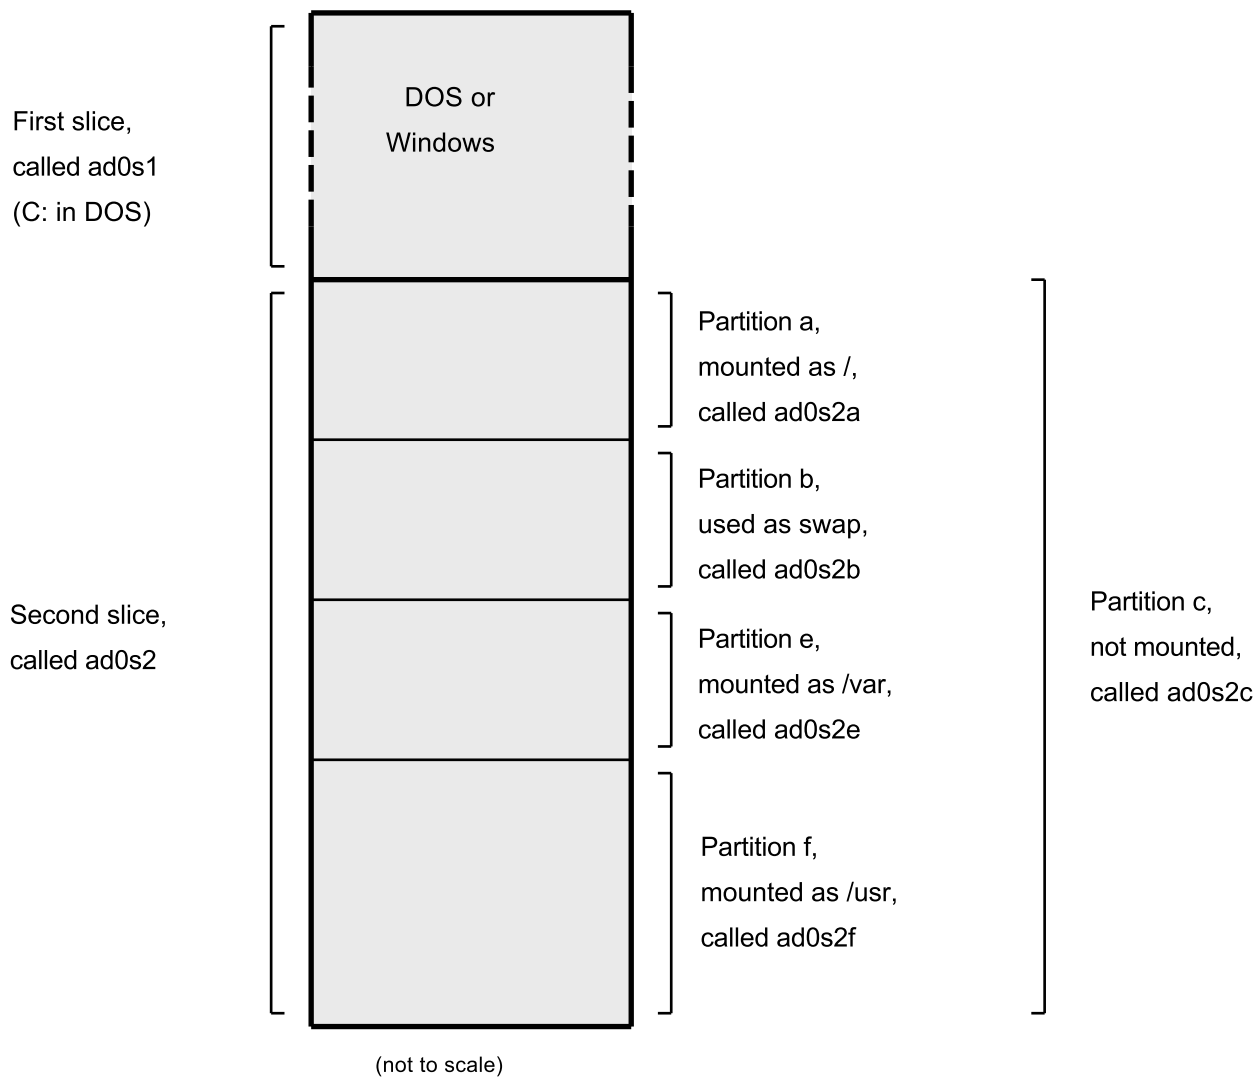 DOS or
Windows
First slice,
called ad0s1
(C: in DOS)
Partition a,
mounted as /,
called ad0s2a
Partition b,
used as swap,
called ad0s2b
Second slice,
called ad0s2
Partition e,
mounted as /var,
called ad0s2e
Partition c,
not mounted,
called ad0s2c
Partition f,
mounted as /usr,
called ad0s2f
(not to scale)